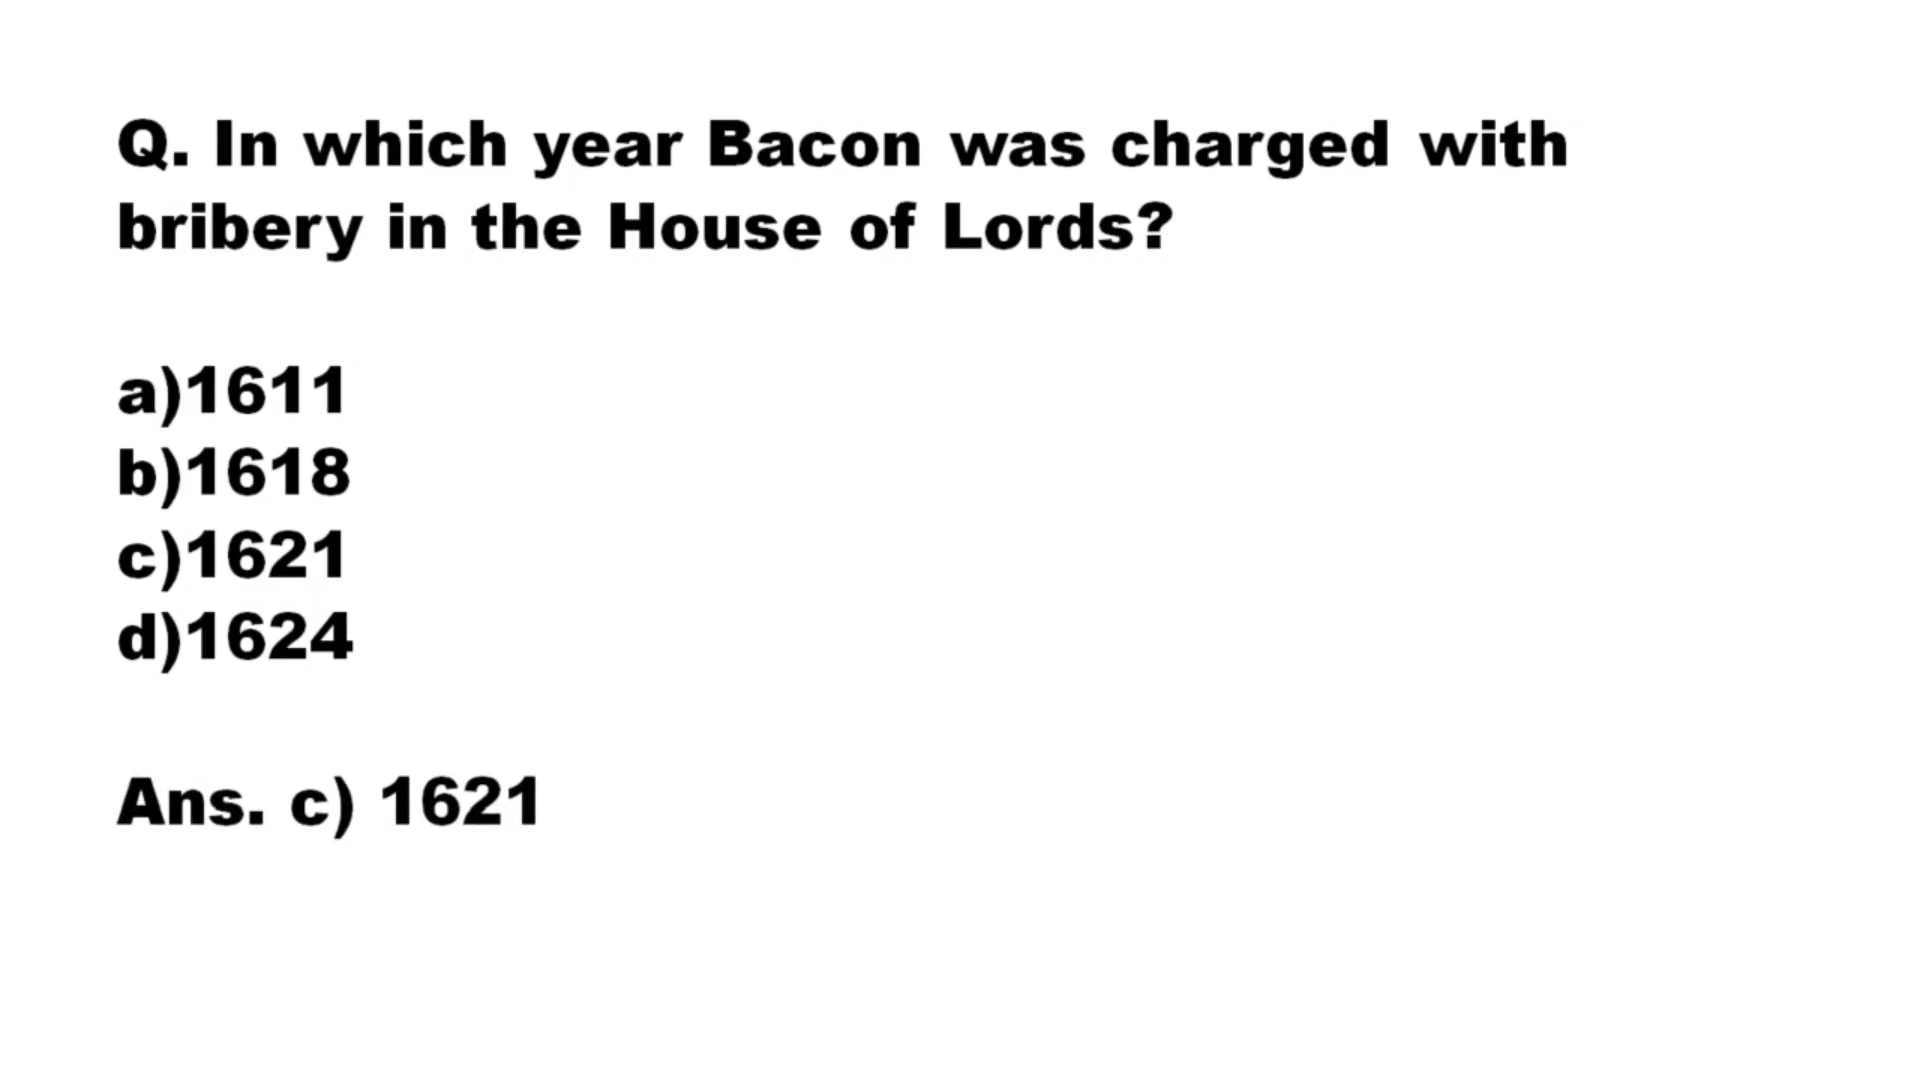 Q. In which year Bacon was charged with
bribery in the House of Lords?
a)1611
b)1618
c)1621
d)1624
Ans. c) 1621